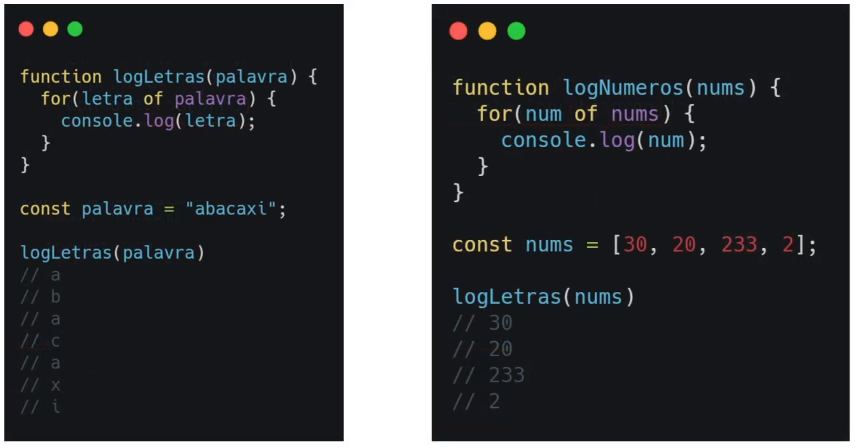 function logLetras(palavra) {
  for(letra of palavra) {
    console.log(letra);
  }
}
const palavra = "abacaxi";
logLetras(palavra)
// a
// b
// a
// c
// a
// x
// i
function logNumeros(nums) {
  for(num of nums) {
    console.log(num);
  }
}
const nums = [30, 20, 233, 2];
logLetras(nums)
// 30
// 20
// 233
// 2